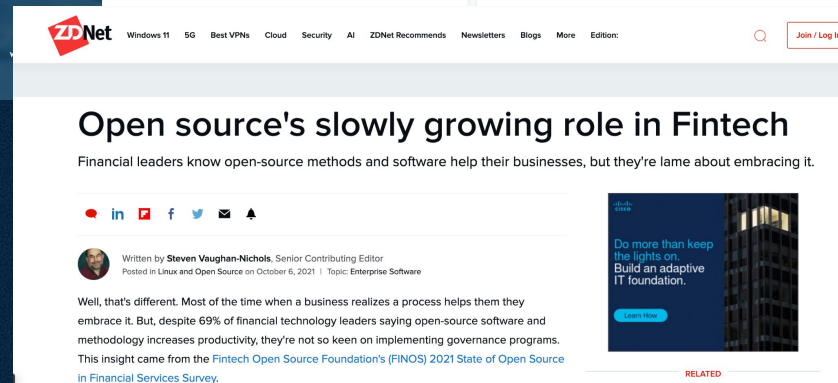 ZDNet Windows 11 5G Best VPNs Cloud Security AI ZDNet Recommends Newsletters Blogs More Edition: Join / Log In
Open source's slowly growing role in Fintech
Financial leaders know open-source methods and software help their businesses, but they're lame about embracing it.
Written by Steven Vaughan-Nichols, Senior Contributing Editor
Posted in Linux and Open Source on October 6, 2021 | Topic: Enterprise Software
Well, that's different. Most of the time when a business realizes a process helps them they
embrace it. But, despite 69% of financial technology leaders saying open-source software and
methodology increases productivity, they're not so keen on implementing governance programs.
This insight came from the Fintech Open Source Foundation's (FINOS) 2021 State of Open Source
in Financial Services Survey.
CISCO
Do more than keep
the lights on.
Build an adaptive
IT foundation.
Learn How
RELATED